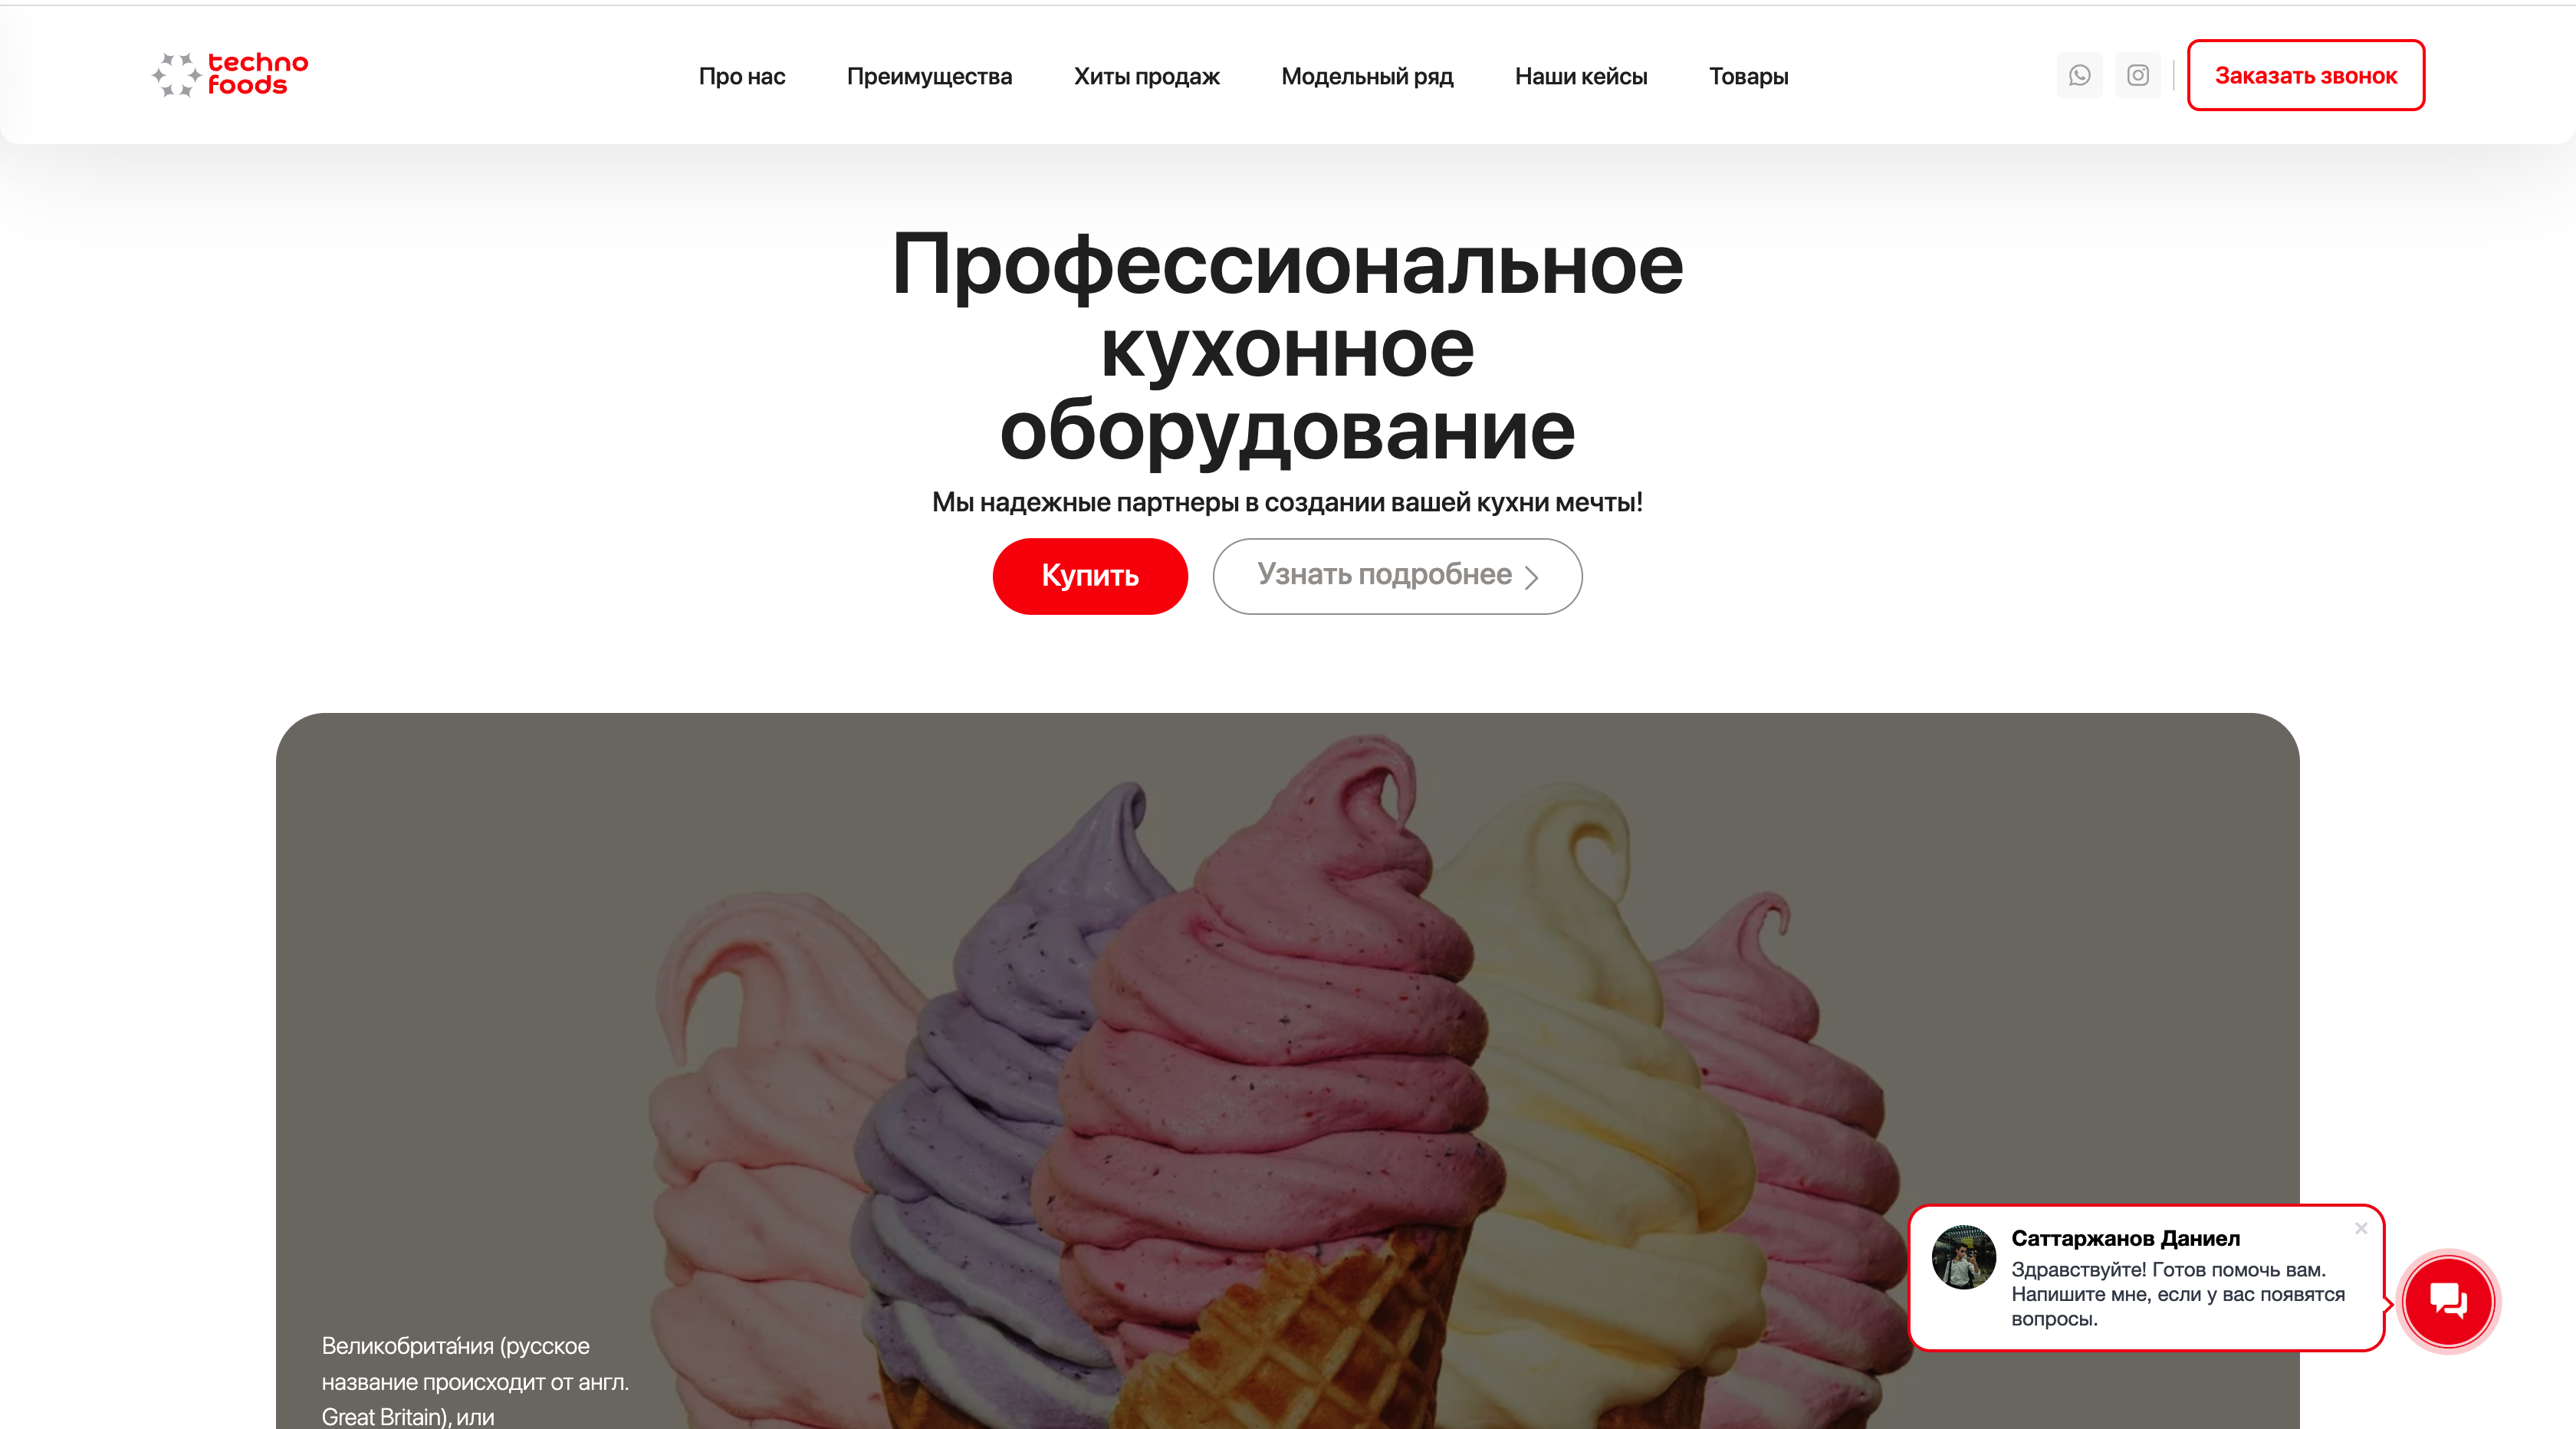 techno
foods
Про нас
Преимущества
Хиты продаж
Модельный ряд
Наши кейсы
Товары
Заказать звонок
Профессиональное
кухонное
оборудование
Мы надежные партнеры в создании вашей кухни мечты!
Купить
Узнать подробнее
Великобрита́ния (русское
название происходит от англ.
Great Britain), или
Саттаржанов Даниел
Здравствуйте! Готов помочь вам.
Напишите мне, если у вас появятся
вопросы.